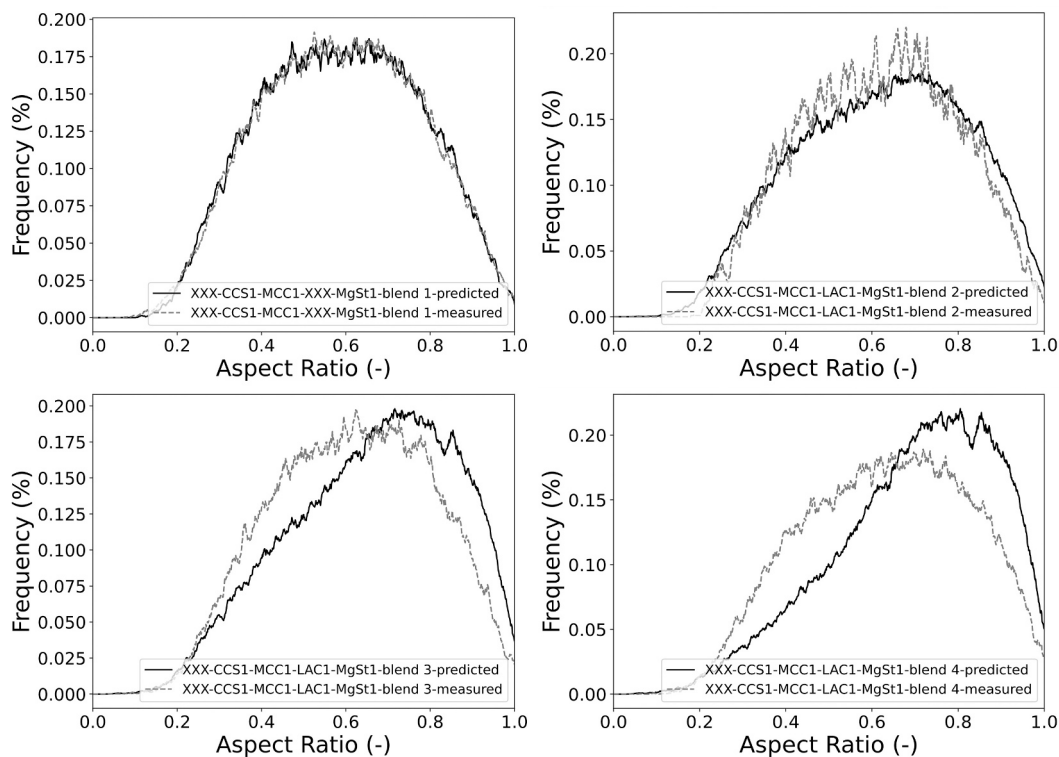 0.200
0.175
0.150
0.125
0.100
0.075
0.050
0.025
0.000
Frequency (%)
XXX-CCS1-MCC1-XXX-MgSt1-blend 1-predicted
XXX-CCS1-MCC1-XXX-MgSt1-blend 1-measured
0.0 0.2 0.4 0.6 0.8 1.0
Aspect Ratio (-)
0.20
0.15
0.10
0.05
0.00
Frequency (%)
XXX-CCS1-MCC1-LAC1-MgSt1-blend 2-predicted
XXX-CCS1-MCC1-LAC1-MgSt1-blend 2-measured
0.0 0.2 0.4 0.6 0.8 1.0
Aspect Ratio (-)
0.200
0.175
0.150
0.125
0.100
0.075
0.050
0.025
0.000
Frequency (%)
XXX-CCS1-MCC1-LAC1-MgSt1-blend 3-predicted
XXX-CCS1-MCC1-LAC1-MgSt1-blend 3-measured
0.0 0.2 0.4 0.6 0.8 1.0
Aspect Ratio (-)
0.20
0.15
0.10
0.05
0.00
Frequency (%)
XXX-CCS1-MCC1-LAC1-MgSt1-blend 4-predicted
XXX-CCS1-MCC1-LAC1-MgSt1-blend 4-measured
0.0 0.2 0.4 0.6 0.8 1.0
Aspect Ratio (-)